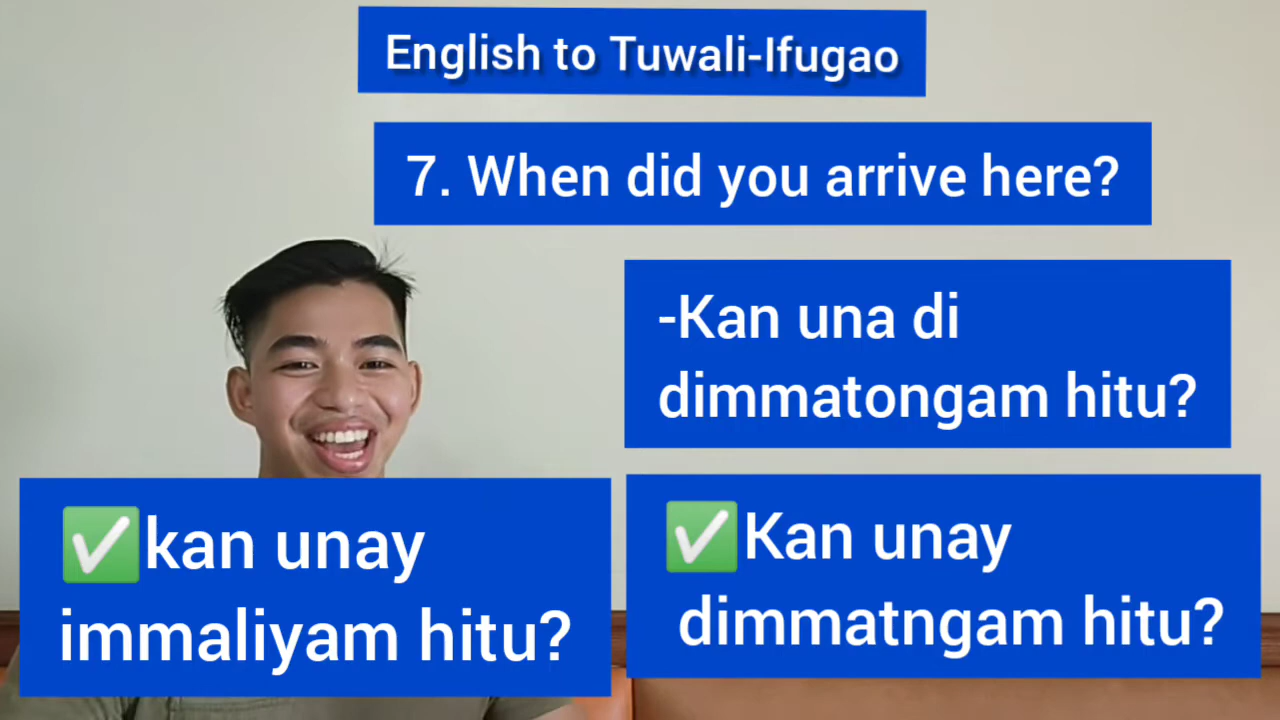 English to Tuwali-Ifugao
7. When did you arrive here?
-Kan una di
dimmatongam hitu?
✅kan unay
immaliyam hitu?
✅Kan unay
dimmatngam hitu?